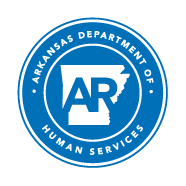 ARKANSAS DEPARTMENT OF
AR
HUMAN SERVICES